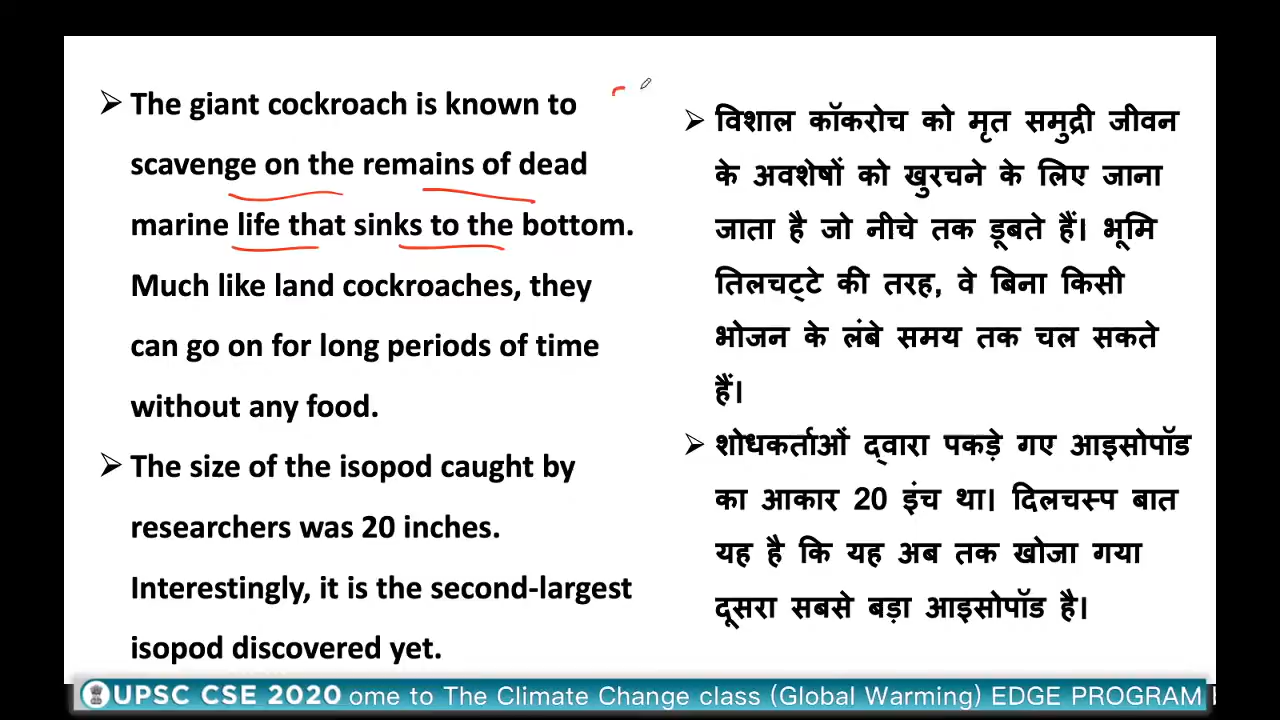 ➢ The giant cockroach is known to
scavenge on the remains of dead
marine life that sinks to the bottom.
Much like land cockroaches, they
can go on for long periods of time
without any food.
➢ The size of the isopod caught by
researchers was 20 inches.
Interestingly, it is the second-largest
isopod discovered yet.
➢ विशाल कॉकरोच को मृत समुद्री जीवन
के अवशेषों को खुरचने के लिए जाना
जाता है जो नीचे तक डूबते हैं। भूमि
तिलचट्टे की तरह, वे बिना किसी
भोजन के लंबे समय तक चल सकते
हैं।
➢ शोधकर्ताओं द्वारा पकड़े गए आइसोपॉड
का आकार 20 इंच था। दिलचस्प बात
यह है कि यह अब तक खोजा गया
दूसरा सबसे बड़ा आइसोपॉड है।
UPSC CSE 2020 ome to The Climate Change class (Global Warming) EDGE PROGRAM